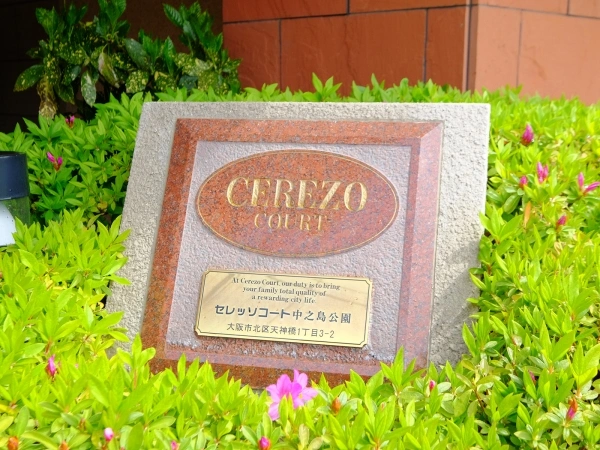 CEREZO
COURT
At Cerezo Court our duty is to bring
your family total quality of
a rewarding city life.
セレッソコート中之島公園
大阪市北区天神橋1丁目3-2